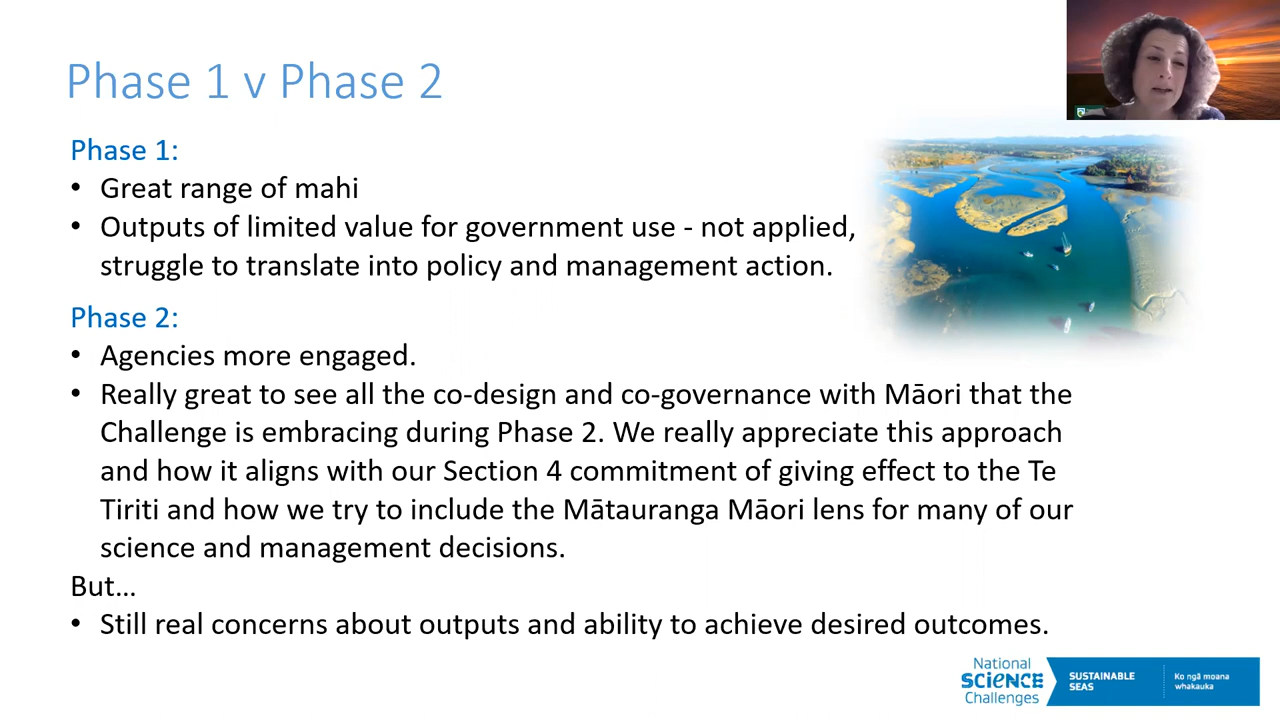 Phase 1 v Phase 2
Phase 1:
• Great range of mahi
• Outputs of limited value for government use - not applied,
struggle to translate into policy and management action.
Phase 2:
• Agencies more engaged.
• Really great to see all the co-design and co-governance with Māori that the
Challenge is embracing during Phase 2. We really appreciate this approach
and how it aligns with our Section 4 commitment of giving effect to the Te
Tiriti and how we try to include the Mātauranga Māori lens for many of our
science and management decisions.
But...
• Still real concerns about outputs and ability to achieve desired outcomes.
National
SCIENCE
Challenges
SUSTAINABLE
SEAS
Ko ngā moana
whakauka